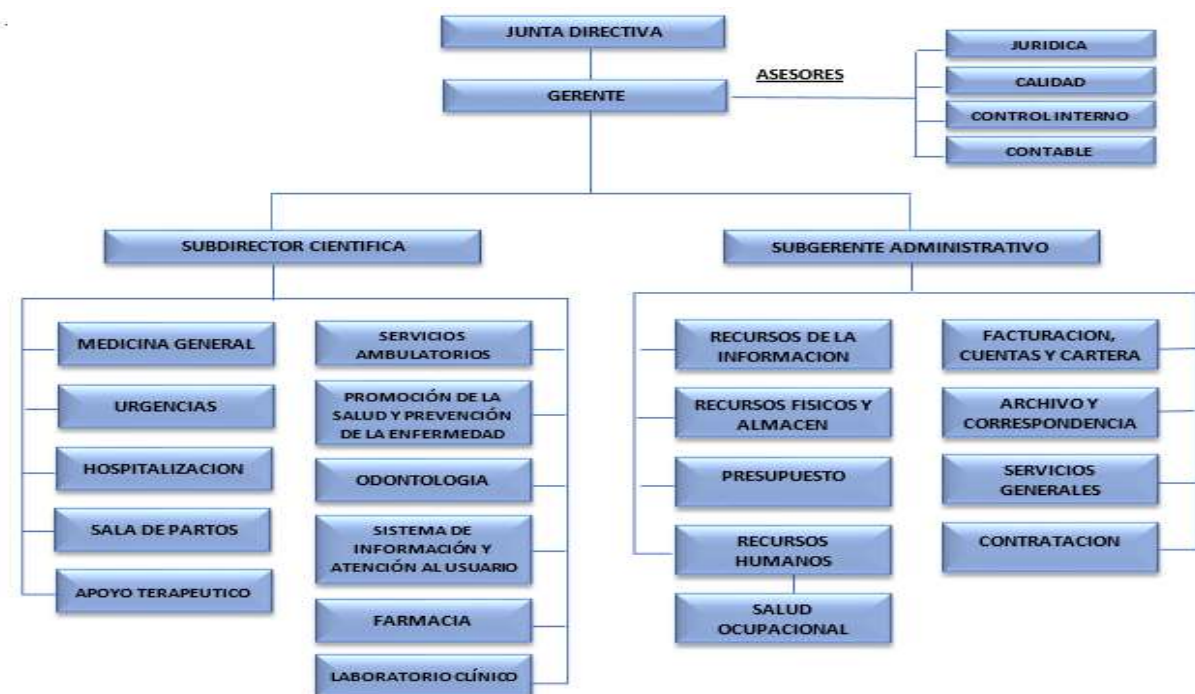 JUNTA DIRECTIVA
GERENTE
ASESORES
JURIDICA
CALIDAD
CONTROL INTERNO
CONTABLE
SUBDIRECTOR CIENTIFICA
SUBGERENTE ADMINISTRATIVO
MEDICINA GENERAL
URGENCIAS
HOSPITALIZACION
SALA DE PARTOS
APOYO TERAPEUTICO
SERVICIOS
AMBULATORIOS
PROMOCIÓN DE LA
SALUD Y PREVENCIÓN
DE LA ENFERMEDAD
ODONTOLOGIA
SISTEMA DE
INFORMACIÓN Y
ATENCIÓN AL USUARIO
FARMACIA
LABORATORIO CLÍNICO
RECURSOS DE LA
INFORMACION
RECURSOS FISICOS Y
ALMACEN
PRESUPUESTO
RECURSOS
HUMANOS
SALUD
OCUPACIONAL
FACTURACION,
CUENTAS Y CARTERA
ARCHIVO Y
CORRESPONDENCIA
SERVICIOS
GENERALES
CONTRATACION